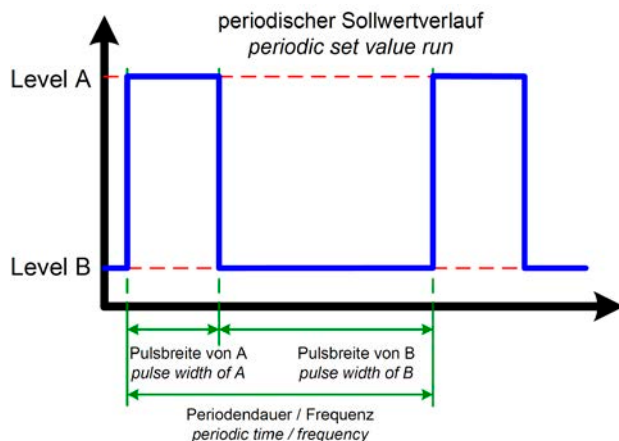 periodischer Sollwertverlauf
periodic set value run
Level A
Level B
Pulsbreite von A
pulse width of A
Pulsbreite von B
pulse width of B
Periodendauer / Frequenz
periodic time / frequency